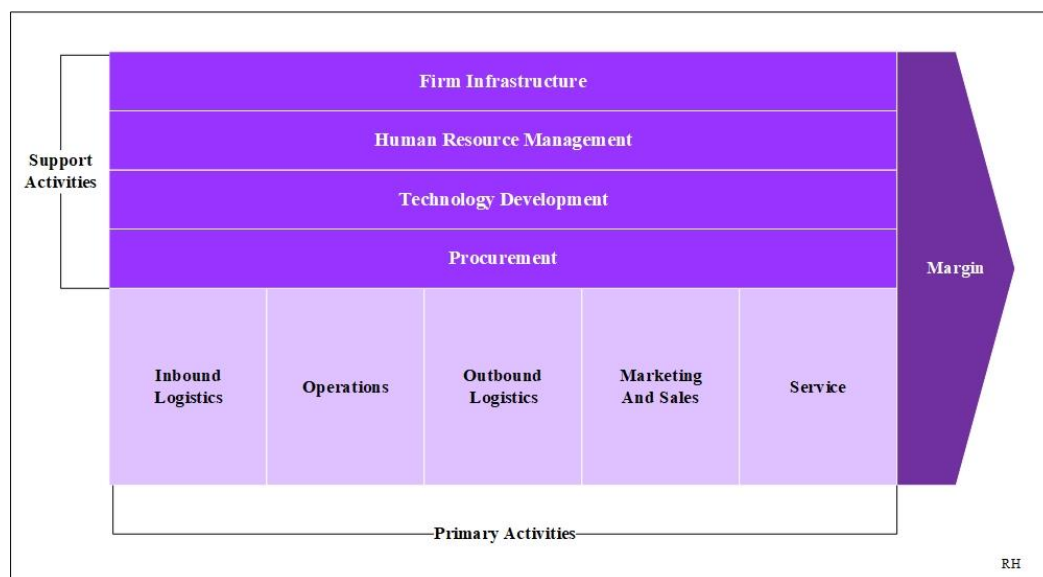 Firm Infrastructure
Human Resource Management
Support
Activities
Technology Development
Procurement
Margin
Inbound
Logistics
Operations
Outbound
Logistics
Marketing
And Sales
Service
Primary Activities
RH